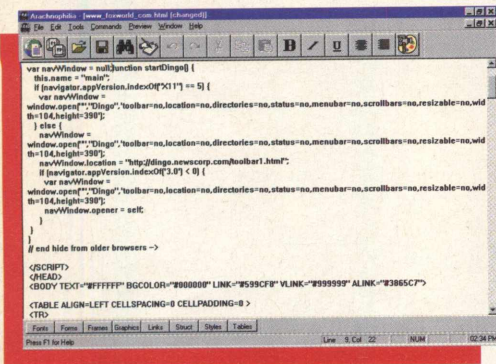 Arachnophilia - [www_foxworld_com.html (changed)]
File Edit Tools Commands Preview Window Help
B I U
var navWindow = null;function startDingo() {
this.name = "main";
if (navigator.appVersion.indexOf("X11") == 5) {
var navWindow =
window.open("","Dingo","toolbar=no,location=no,directories=no,status=no,menubar=no,scrollbars=no,resizable=no,wid
th=104,height=390");
} else {
navWindow =
window.open("","Dingo","toolbar=no,location=no,directories=no,status=no,menubar=no,scrollbars=no,resizable=no,wid
th=104,height=390");
navWindow.location = "http://dingo.newscorp.com/toolbar1.html";
if (navigator.appVersion.indexOf("3.0") < 0) {
var navWindow =
window.open("","Dingo","toolbar=no,location=no,directories=no,status=no,menubar=no,scrollbars=no,resizable=no,wid
th=104,height=390");
navWindow.opener = self;
}
}
}
// end hide from older browsers -->
</SCRIPT>
</HEAD>
<BODY TEXT="#FFFFFF" BGCOLOR="#000000" LINK="#599CF8" VLINK="#999999" ALINK="#3865C7">
<TABLE ALIGN=LEFT CELLSPACING=0 CELLPADDING=0 >
<TR>
Fonts Forms Frames Graphics Links Struct Styles Tables
Press F1 for Help Line 9, Col 22 NUM 02:34 PM